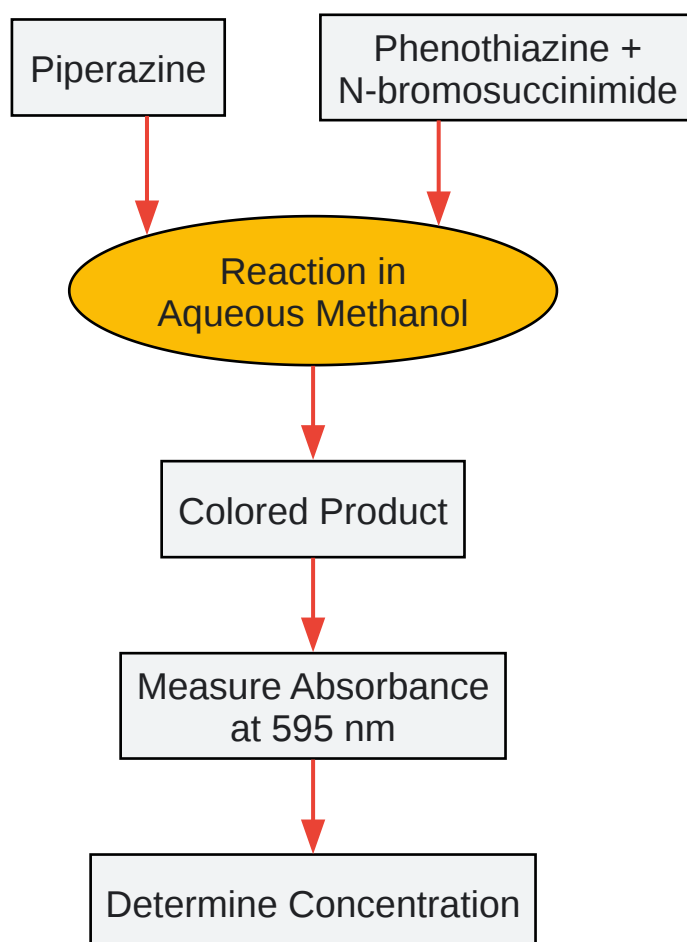 Piperazine
Phenothiazine +
N-bromosuccinimide
Reaction in
Aqueous Methanol
Colored Product
Measure Absorbance
at 595 nm
Determine Concentration